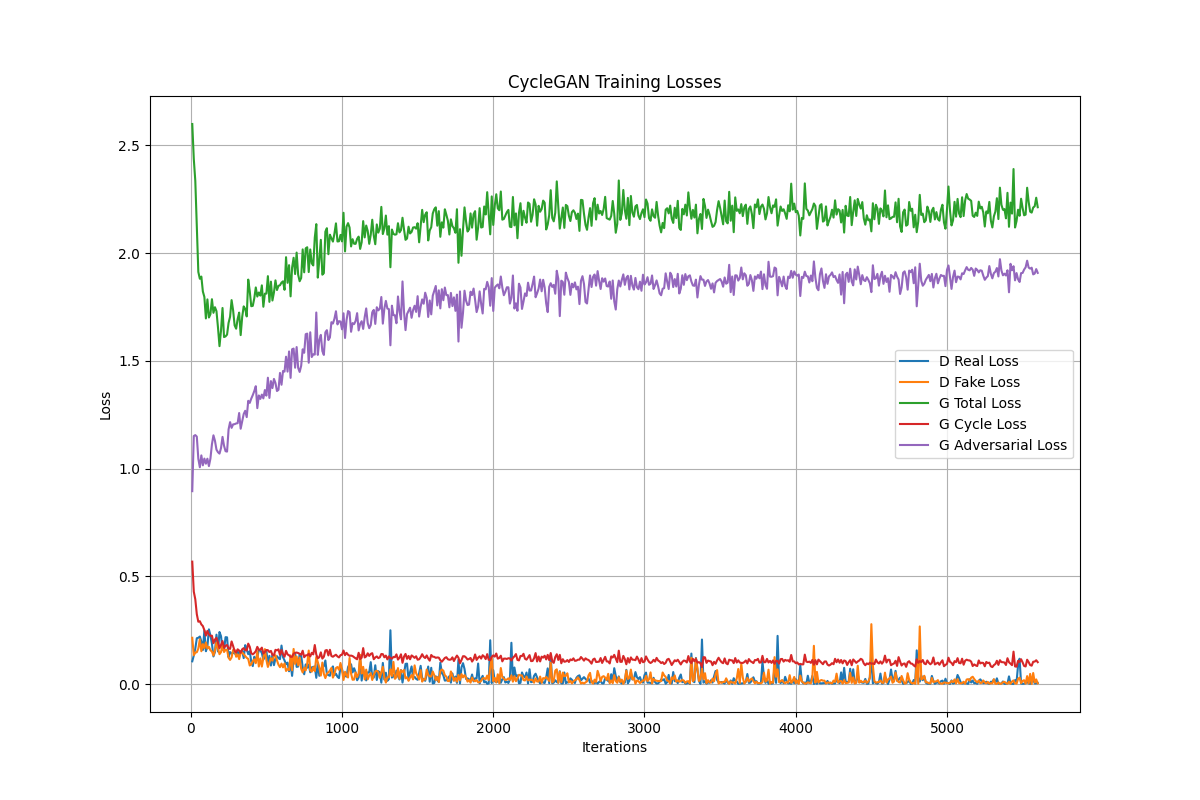 CycleGAN Training Losses
2.5
2.0
1.5
1.0
0.5
0.0
Loss
D Real Loss
D Fake Loss
G Total Loss
G Cycle Loss
G Adversarial Loss
0 1000 2000 3000 4000 5000
Iterations